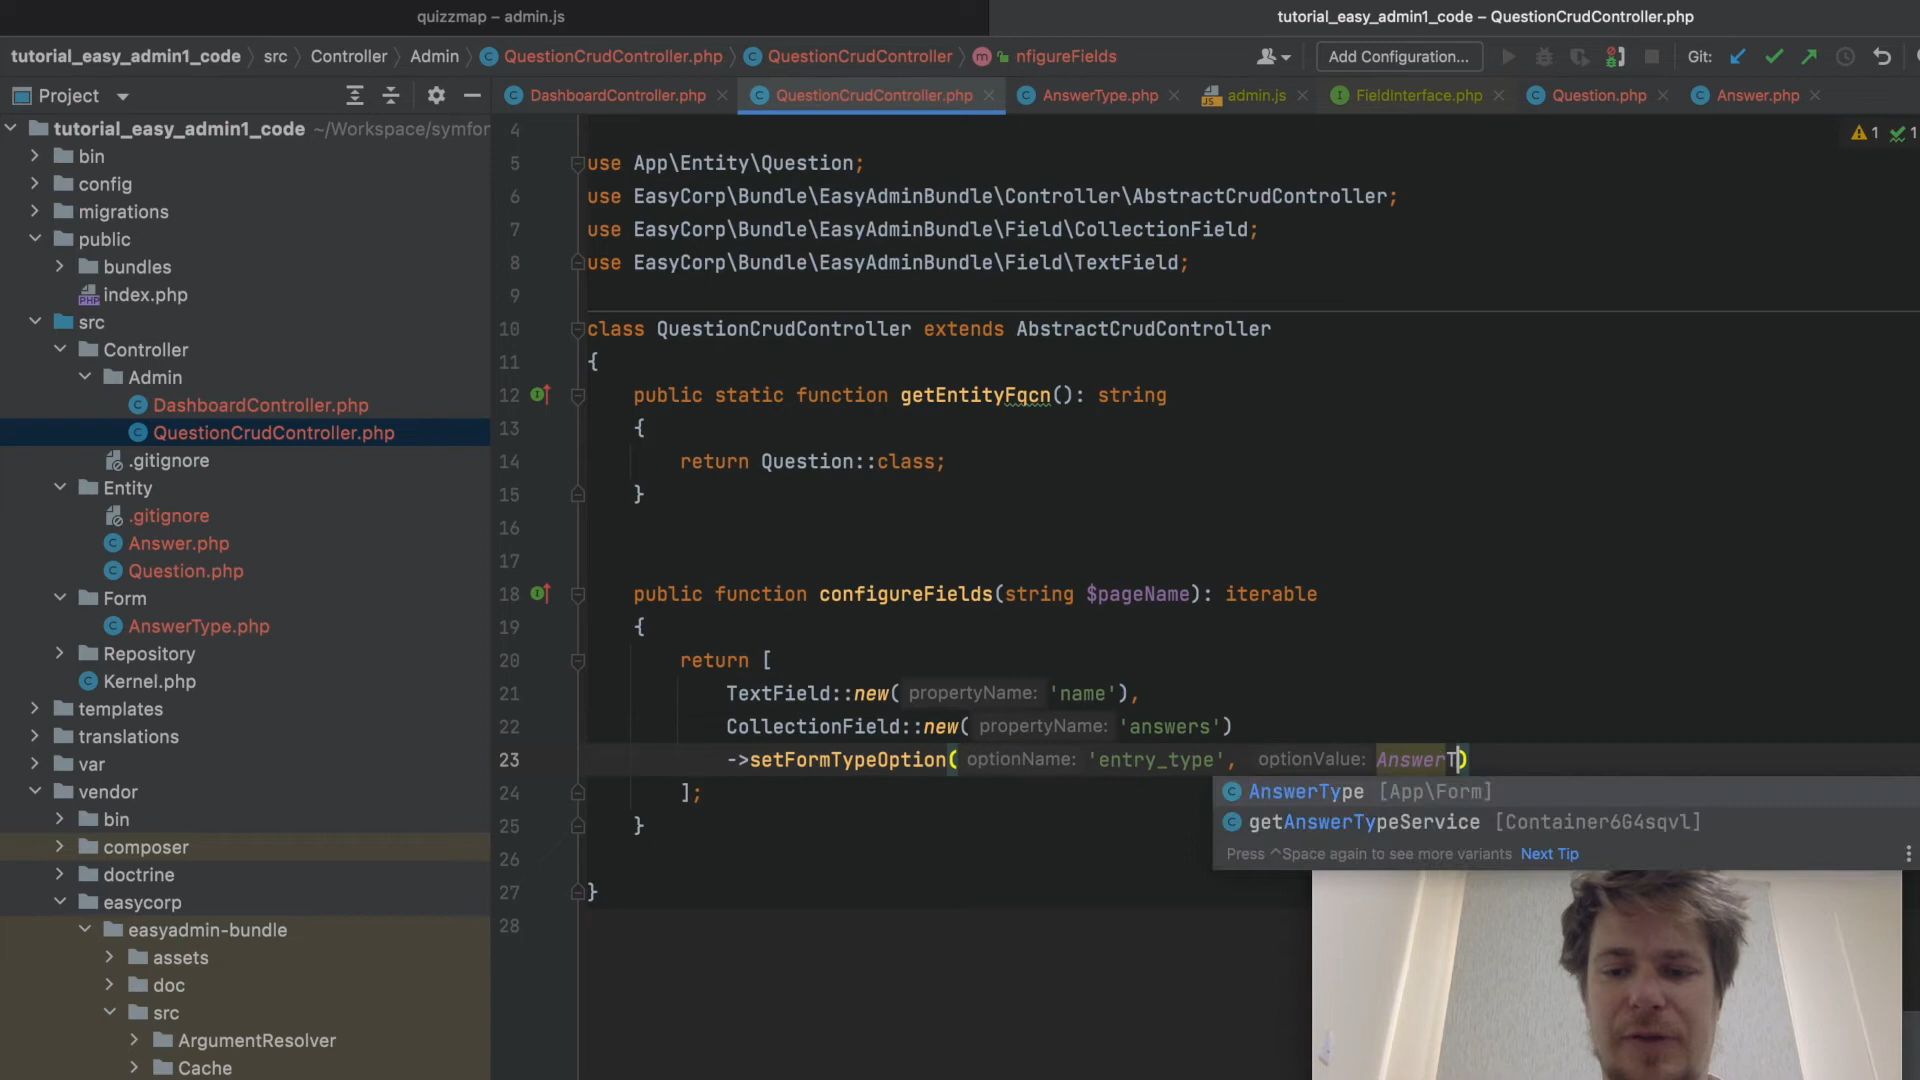 quizzmap – admin.js
tutorial_easy_admin1_code – QuestionCrudController.php
tutorial_easy_admin1_code
src
Controller
Admin
QuestionCrudController.php
QuestionCrudController
nfigureFields
Add Configuration...
Git:
Project
DashboardController.php
QuestionCrudController.php
AnswerType.php
admin.js
FieldInterface.php
Question.php
Answer.php
tutorial_easy_admin1_code ~/Workspace/symfor
bin
config
migrations
public
bundles
index.php
src
Controller
Admin
DashboardController.php
QuestionCrudController.php
.gitignore
Entity
.gitignore
Answer.php
Question.php
Form
AnswerType.php
Repository
Kernel.php
templates
translations
var
vendor
bin
composer
doctrine
easycorp
easyadmin-bundle
assets
doc
src
ArgumentResolver
Cache
1 1
4
5 use App\Entity\Question;
6 use EasyCorp\Bundle\EasyAdminBundle\Controller\AbstractCrudController;
7 use EasyCorp\Bundle\EasyAdminBundle\Field\CollectionField;
8 use EasyCorp\Bundle\EasyAdminBundle\Field\TextField;
9
10 class QuestionCrudController extends AbstractCrudController
11 {
12 public static function getEntityFqcn(): string
13 {
14 return Question::class;
15 }
16
17
18 public function configureFields(string $pageName): iterable
19 {
20 return [
21 TextField::new( propertyName: 'name'),
22 CollectionField::new( propertyName: 'answers')
23 ->setFormTypeOption( optionName: 'entry_type', optionValue: AnswerT)
24 ];
25 }
26
27 }
28
AnswerType [App\Form]
getAnswerTypeService [Container6G4sqvl]
Press ^Space again to see more variants Next Tip